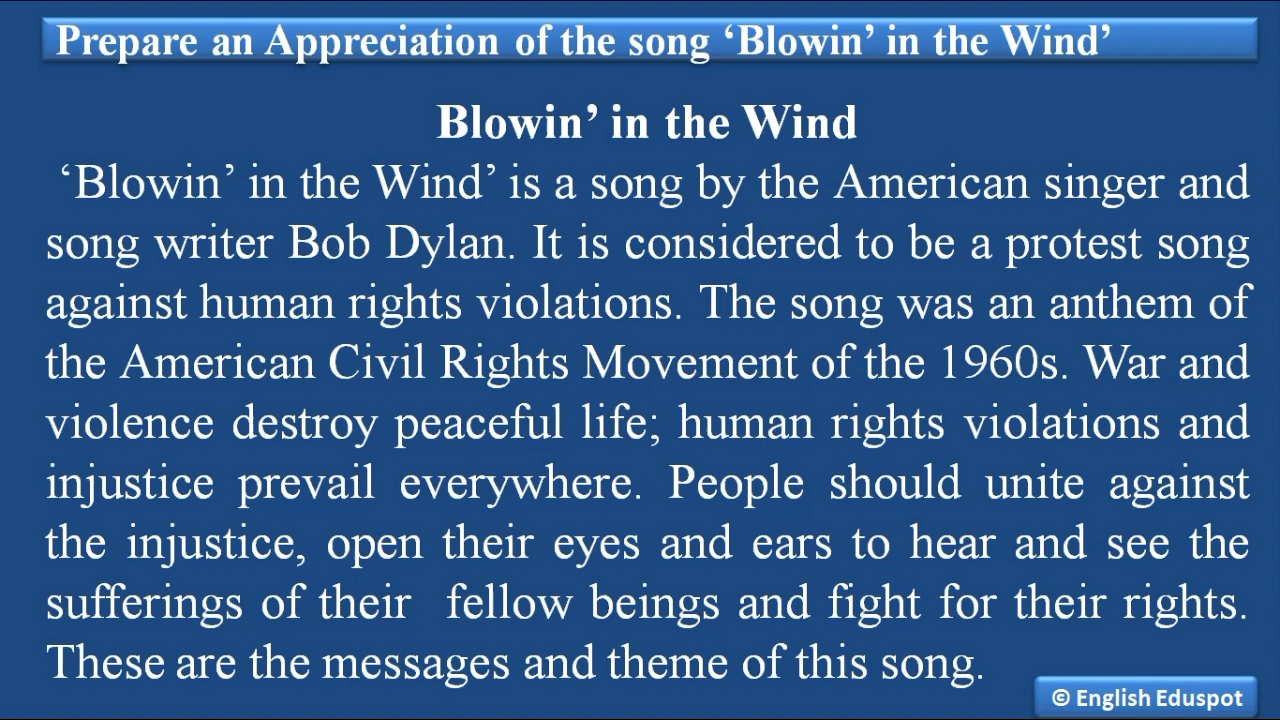 Prepare an Appreciation of the song ‘Blowin’ in the Wind’
Blowin’ in the Wind
‘Blowin’ in the Wind’ is a song by the American singer and
song writer Bob Dylan. It is considered to be a protest song
against human rights violations. The song was an anthem of
the American Civil Rights Movement of the 1960s. War and
violence destroy peaceful life; human rights violations and
injustice prevail everywhere. People should unite against
the injustice, open their eyes and ears to hear and see the
sufferings of their fellow beings and fight for their rights.
These are the messages and theme of this song.
© English Eduspot